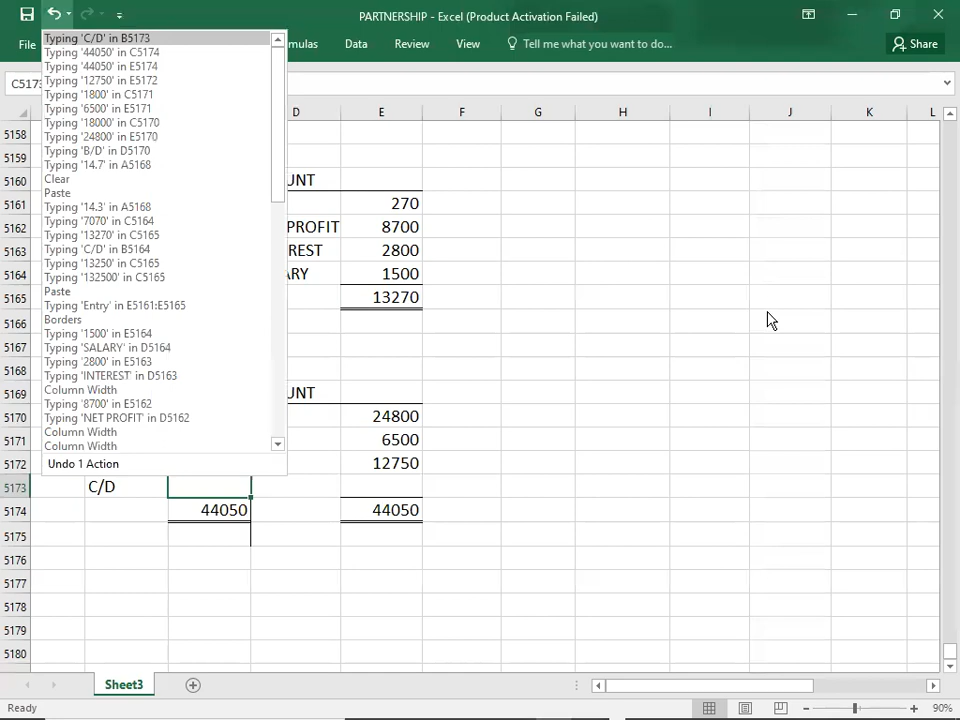 PARTNERSHIP - Excel (Product Activation Failed)
File
Data Review View Tell me what you want to do... Share
Typing 'C/D' in B5173
Typing '44050' in C5174
Typing '44050' in E5174
Typing '12750' in E5172
Typing '1800' in C5171
Typing '6500' in E5171
Typing '18000' in C5170
Typing '24800' in E5170
Typing 'B/D' in D5170
Typing '14.7' in A5168
Clear
Paste
Typing '14.3' in A5168
Typing '7070' in C5164
Typing '13270' in C5165
Typing 'C/D' in B5164
Typing '13250' in C5165
Typing '132500' in C5165
Paste
Typing 'Entry' in E5161:E5165
Borders
Typing '1500' in E5164
Typing 'SALARY' in D5164
Typing '2800' in E5163
Typing 'INTEREST' in D5163
Column Width
Typing '8700' in E5162
Typing 'NET PROFIT' in D5162
Column Width
Column Width
Undo 1 Action
D E F G H I J K L
5158
5159
5160 UNT
5161 270
5162 PROFIT 8700
5163 REST 2800
5164 ARY 1500
5165 13270
5166
5167
5168
5169 UNT
5170 24800
5171 6500
5172 12750
5173 C/D
5174 44050 44050
5175
5176
5177
5178
5179
5180
Sheet3
Ready 90%